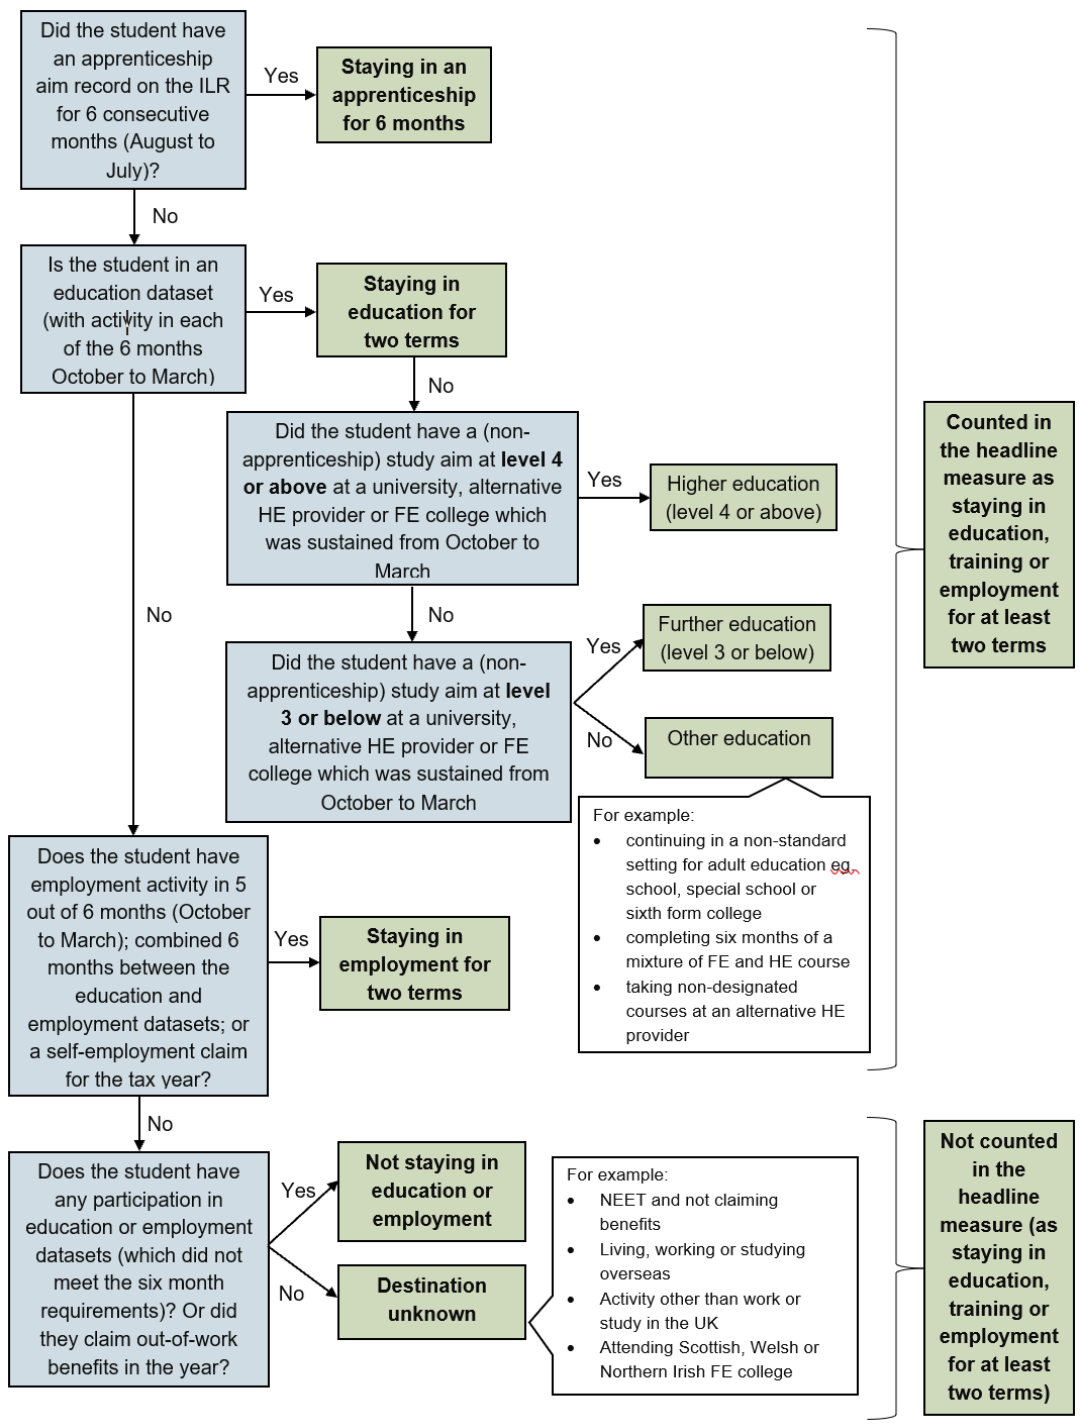 Did the student have
an apprenticeship
aim record on the ILR
for 6 consecutive
months (August to
July)?
Yes
Staying in an
apprenticeship
for 6 months
No
Is the student in an
education dataset
(with activity in each
of the 6 months
October to March)
Yes
Staying in
education for
two terms
No
Did the student have a (non-
apprenticeship) study aim at level 4
or above at a university, alternative
HE provider or FE college which
was sustained from October to
March
Yes
Higher education
(level 4 or above)
No
No
Did the student have a (non-
apprenticeship) study aim at level
3 or below at a university,
alternative HE provider or FE
college which was sustained from
October to March
Yes
Further education
(level 3 or below)
No
Other education
For example:
• continuing in a non-standard
setting for adult education eg.
school, special school or
sixth form college
• completing six months of a
mixture of FE and HE course
• taking non-designated
courses at an alternative HE
provider
Does the student have
employment activity in 5
out of 6 months (October
to March); combined 6
months between the
education and
employment datasets; or
a self-employment claim
for the tax year?
Yes
Staying in
employment for
two terms
Counted in
the headline
measure as
staying in
education,
training or
employment
for at least
two terms
No
Does the student have
any participation in
education or employment
datasets (which did not
meet the six month
requirements)? Or did
they claim out-of-work
benefits in the year?
Yes
Not staying in
education or
employment
No
Destination
unknown
For example:
• NEET and not claiming
benefits
• Living, working or studying
overseas
• Activity other than work or
study in the UK
• Attending Scottish, Welsh or
Northern Irish FE college
Not counted
in the
headline
measure (as
staying in
education,
training or
employment
for at least
two terms)